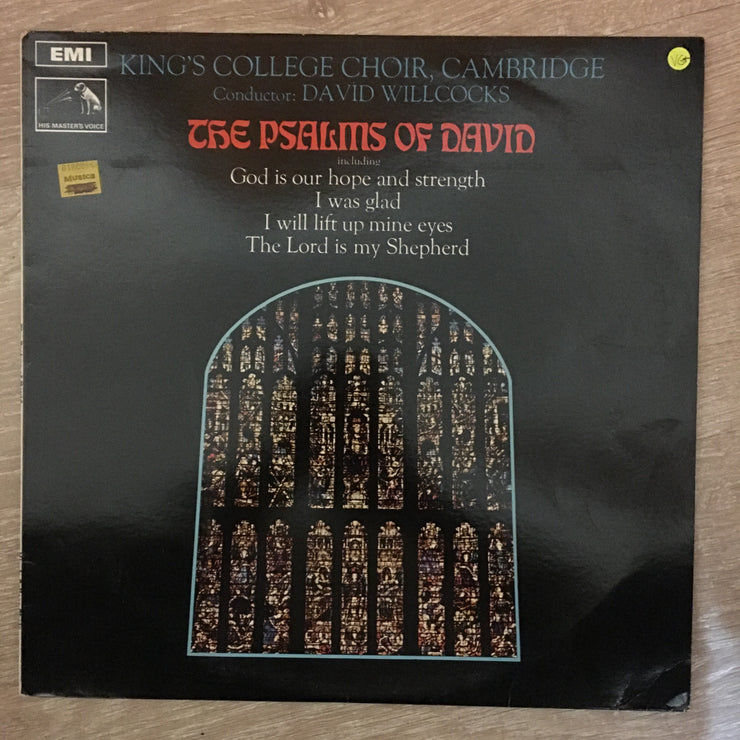 EMI
HIS MASTER'S VOICE
KING'S COLLEGE CHOIR, CAMBRIDGE
Conductor: DAVID WILLCOCKS
THE PSALMS OF DAVID
including
God is our hope and strength
I was glad
I will lift up mine eyes
The Lord is my Shepherd
Musica
VG+